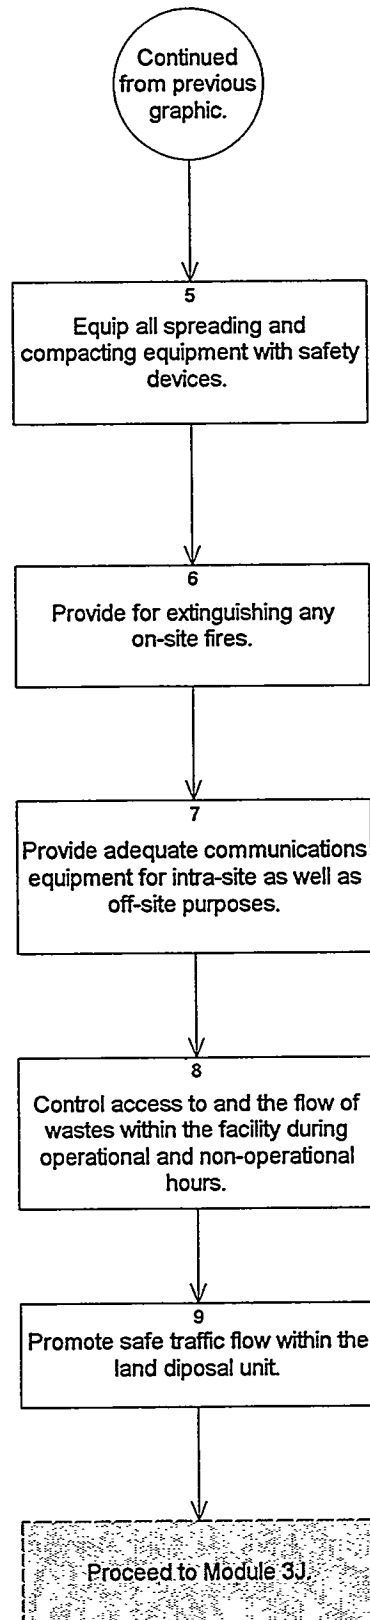 Continued
from previous
graphic.
5
Equip all spreading and
compacting equipment with safety
devices.
6
Provide for extinguishing any
on-site fires.
7
Provide adequate communications
equipment for intra-site as well as
off-site purposes.
8
Control access to and the flow of
wastes within the facility during
operational and non-operational
hours.
9
Promote safe traffic flow within the
land diposal unit.
Proceed to Module 3J.